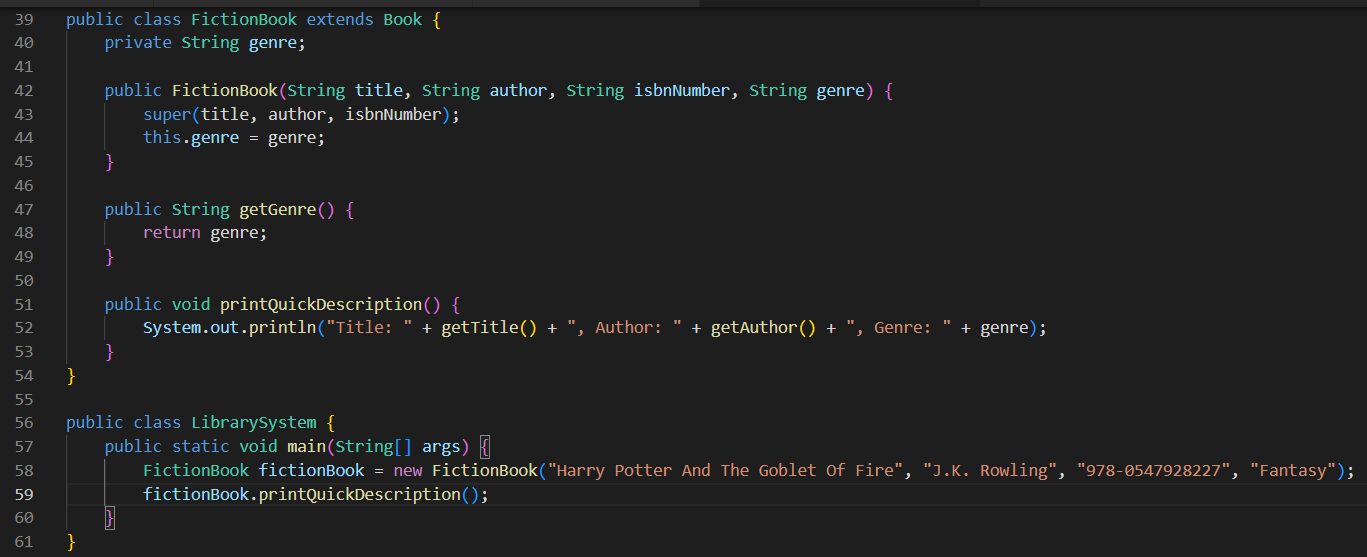 39 public class FictionBook extends Book {
40     private String genre;
41
42     public FictionBook(String title, String author, String isbnNumber, String genre) {
43         super(title, author, isbnNumber);
44         this.genre = genre;
45     }
46
47     public String getGenre() {
48         return genre;
49     }
50
51     public void printQuickDescription() {
52         System.out.println("Title: " + getTitle() + ", Author: " + getAuthor() + ", Genre: " + genre);
53     }
54 }
55
56 public class LibrarySystem {
57     public static void main(String[] args) {
58         FictionBook fictionBook = new FictionBook("Harry Potter And The Goblet Of Fire", "J.K. Rowling", "978-0547928227", "Fantasy");
59         fictionBook.printQuickDescription();
60     }
61 }